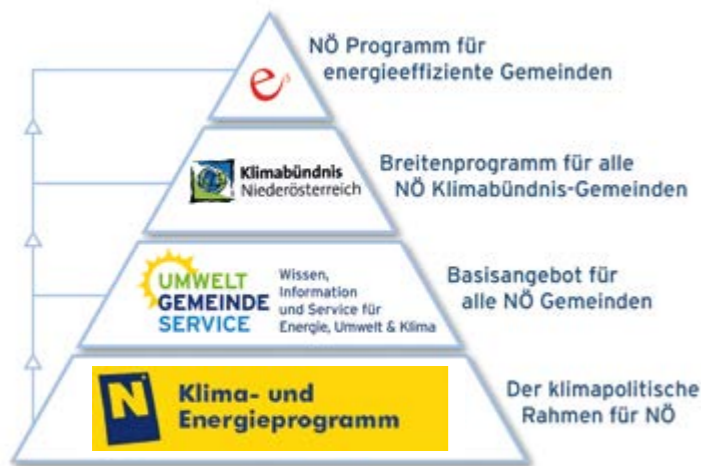 NÖ Programm für
energieeffiziente Gemeinden
e5
Klimabündnis
Niederösterreich
Breitenprogramm für alle
NÖ Klimabündnis-Gemeinden
UMWELT
GEMEINDE
SERVICE
Wissen,
Information
und Service für
Energie, Umwelt & Klima
Basisangebot für
alle NÖ Gemeinden
N
Klima- und
Energieprogramm
Der klimapolitische
Rahmen für NÖ